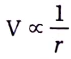 V ∝ 1/r